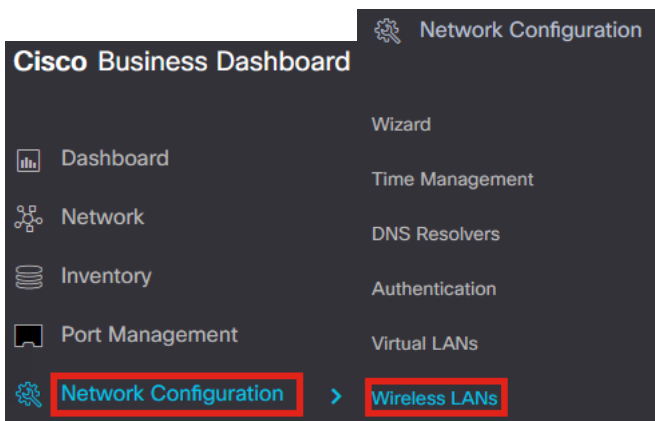 Cisco Business Dashboard
Dashboard
Network
Inventory
Port Management
Network Configuration
Network Configuration
Wizard
Time Management
DNS Resolvers
Authentication
Virtual LANs
Wireless LANs